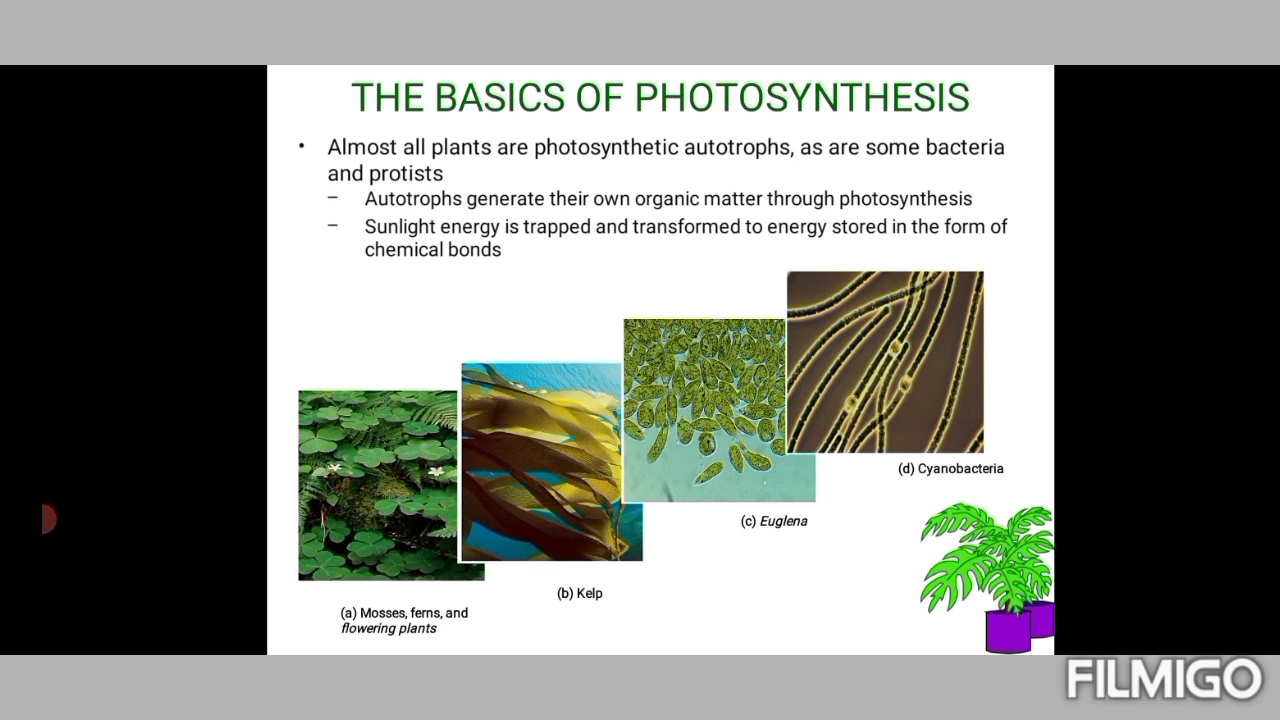 THE BASICS OF PHOTOSYNTHESIS
• Almost all plants are photosynthetic autotrophs, as are some bacteria
and protists
– Autotrophs generate their own organic matter through photosynthesis
– Sunlight energy is trapped and transformed to energy stored in the form of
chemical bonds
(d) Cyanobacteria
(c) Euglena
(b) Kelp
(a) Mosses, ferns, and
flowering plants
FILMIGO